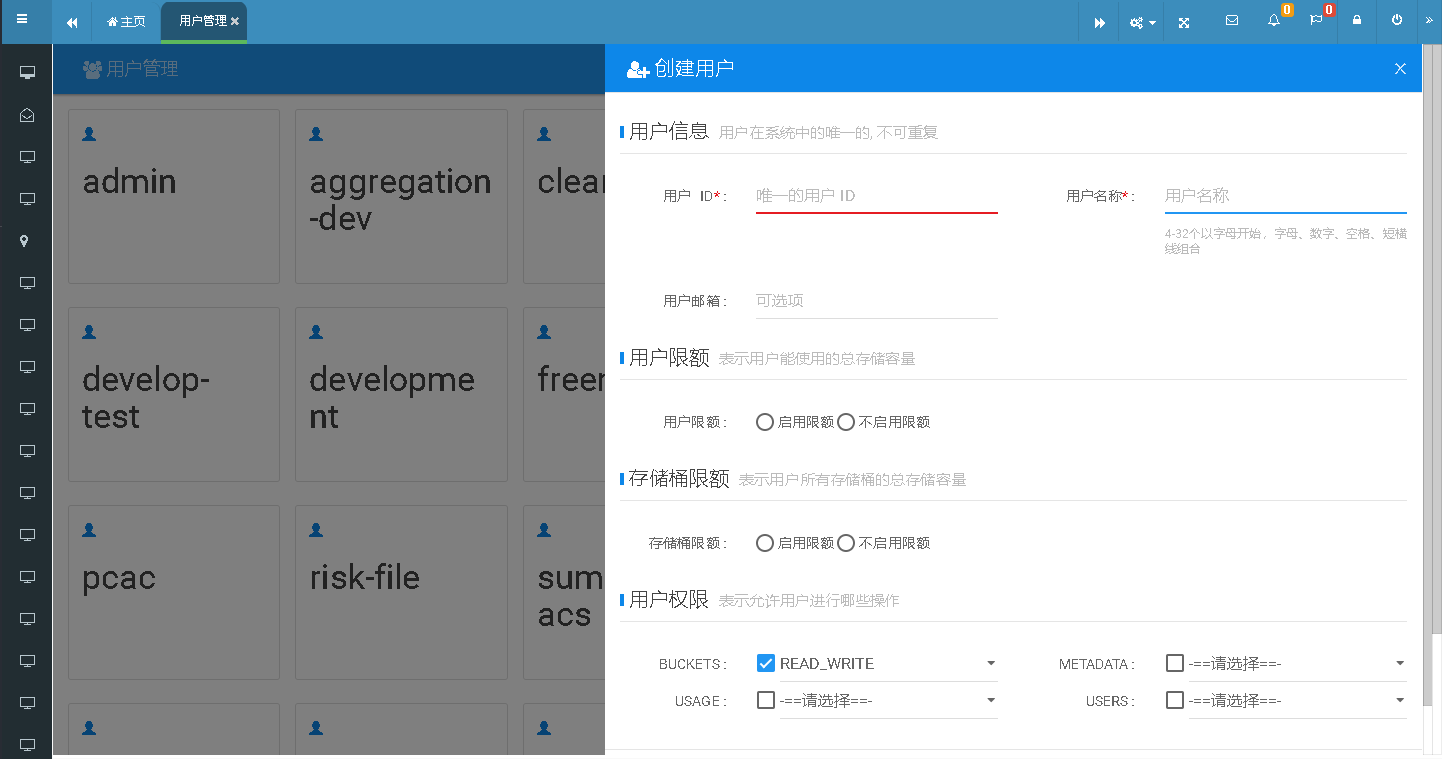 主页
用户管理
0
0
用户管理
创建用户
admin
aggregation
-dev
clear
develop-
test
developme
nt
freer
pcac
risk-file
sum
acs
用户信息 用户在系统中的唯一的, 不可重复
用户 ID*:
唯一的用户 ID
用户名称*:
用户名称
4-32个以字母开始，字母、数字、空格、短横
线组合
用户邮箱:
可选项
用户限额 表示用户能使用的总存储容量
用户限额:
启用限额 不启用限额
存储桶限额 表示用户所有存储桶的总存储容量
存储桶限额:
启用限额 不启用限额
用户权限 表示允许用户进行哪些操作
BUCKETS:
READ_WRITE
METADATA:
-==请选择==-
USAGE:
-==请选择==-
USERS:
-==请选择==-